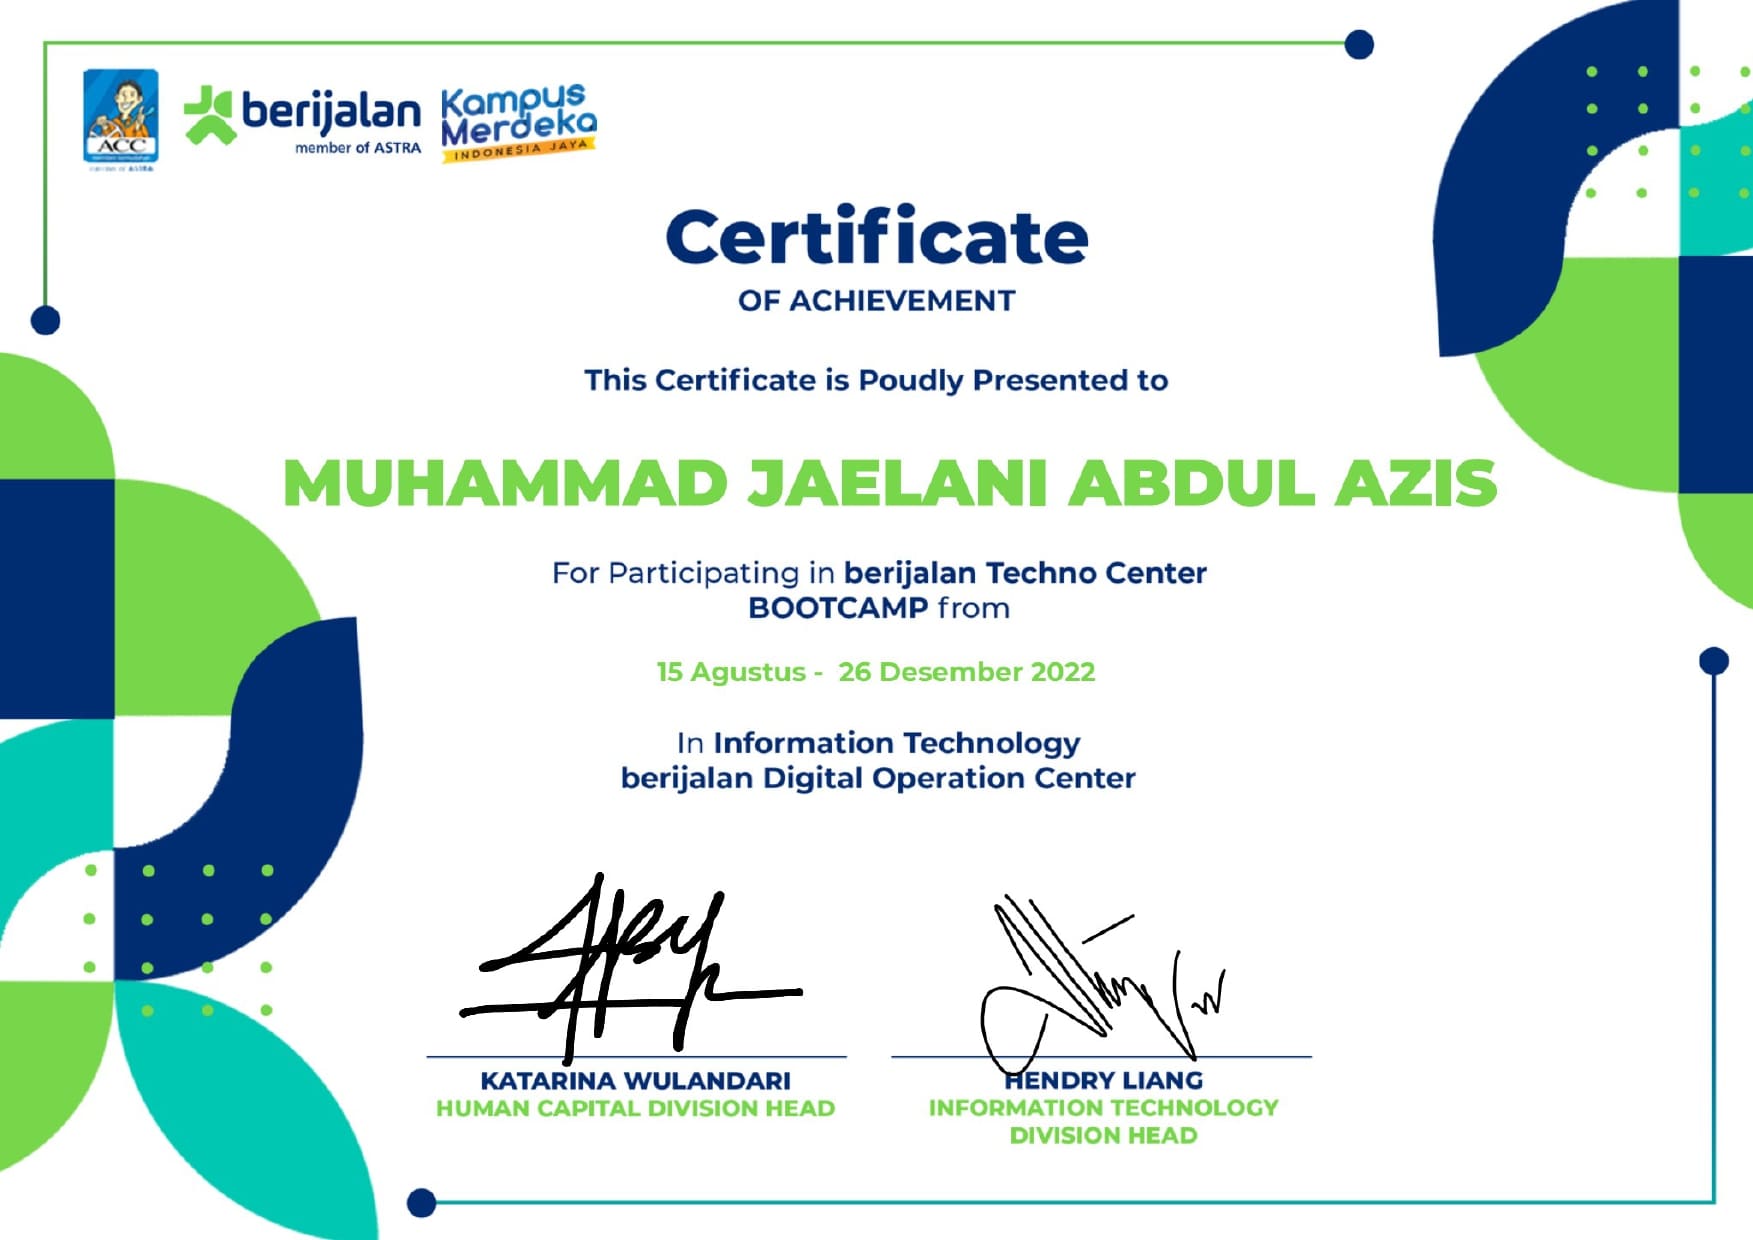 ACC
berijalan
member of ASTRA
Kampus
Merdeka
INDONESIA JAYA
Certificate
OF ACHIEVEMENT
This Certificate is Poudly Presented to
MUHAMMAD JAELANI ABDUL AZIS
For Participating in berijalan Techno Center
BOOTCAMP from
15 Agustus - 26 Desember 2022
In Information Technology
berijalan Digital Operation Center
KATARINA WULANDARI
HUMAN CAPITAL DIVISION HEAD
HENDRY LIANG
INFORMATION TECHNOLOGY
DIVISION HEAD